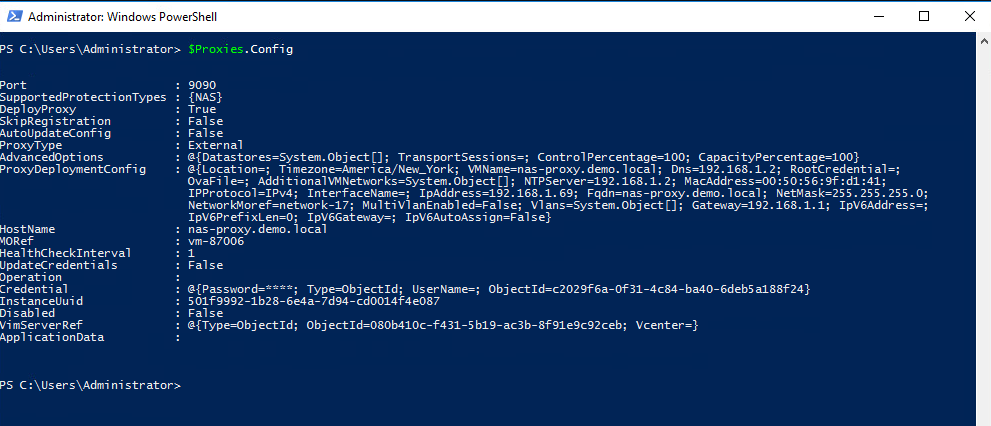 Administrator: Windows PowerShell
PS C:\Users\Administrator> $Proxies.Config
Port : 9090
SupportedProtectionTypes : {NAS}
DeployProxy : True
SkipRegistration : False
AutoUpdateConfig : False
ProxyType : External
AdvancedOptions : @{Datastores=System.Object[]; TransportSessions=; ControlPercentage=100; CapacityPercentage=100}
ProxyDeploymentConfig : @{Location=; Timezone=America/New_York; VMName=nas-proxy.demo.local; Dns=192.168.1.2; RootCredential=;
OvaFile=; AdditionalVMNetworks=System.Object[]; NTPServer=192.168.1.2; MacAddress=00:50:56:9f:d1:41;
IPProtocol=IPv4; InterfaceName=; IpAddress=192.168.1.69; Fqdn=nas-proxy.demo.local; NetMask=255.255.255.0;
NetworkMoref=network-17; MultiVlanEnabled=False; Vlans=System.Object[]; Gateway=192.168.1.1; IpV6Address=;
IpV6PrefixLen=0; IpV6Gateway=; IpV6AutoAssign=False}
HostName : nas-proxy.demo.local
MORef : vm-87006
HealthCheckInterval : 1
UpdateCredentials : False
Operation :
Credential : @{Password=****; Type=ObjectId; UserName=; ObjectId=c2029f6a-0f31-4c84-ba40-6deb5a188f24}
InstanceUuid : 501f9992-1b28-6e4a-7d94-cd0014f4e087
Disabled : False
VimServerRef : @{Type=ObjectId; ObjectId=080b410c-f431-5b19-ac3b-8f91e9c92ceb; Vcenter=}
ApplicationData :
PS C:\Users\Administrator>